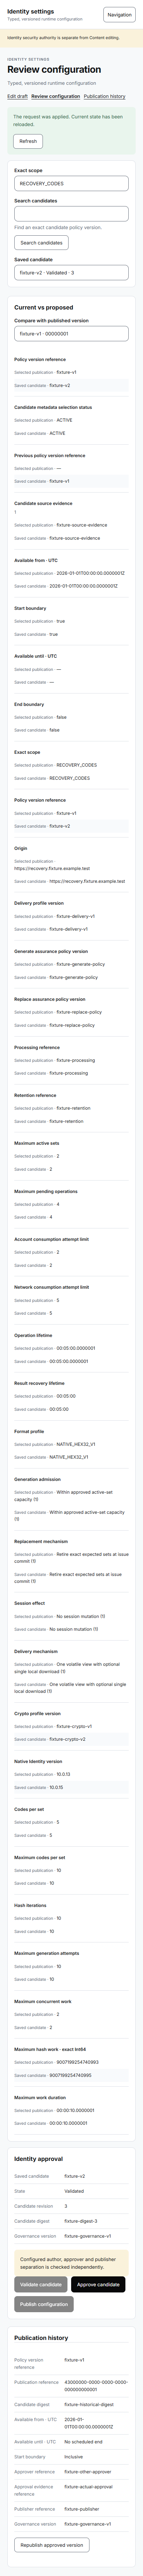 Identity settings
Typed, versioned runtime configuration
Navigation
Identity security authority is separate from Content editing.
IDENTITY SETTINGS
Review configuration
Typed, versioned runtime configuration
Edit draft Review configuration Publication history
The request was applied. Current state has been
reloaded.
Refresh
Exact scope
RECOVERY_CODES
Search candidates
Find an exact candidate policy version.
Search candidates
Saved candidate
fixture-v2 · Validated · 3
Current vs proposed
Compare with published version
fixture-v1 · 00000001
Policy version reference
Selected publication · fixture-v1
Saved candidate · fixture-v2
Candidate metadata selection status
Selected publication · ACTIVE
Saved candidate · ACTIVE
Previous policy version reference
Selected publication · —
Saved candidate · fixture-v1
Candidate source evidence
1
Selected publication · fixture-source-evidence
Saved candidate · fixture-source-evidence
Available from · UTC
Selected publication · 2026-01-01T00:00:00.0000001Z
Saved candidate · 2026-01-01T00:00:00.0000001Z
Start boundary
Selected publication · true
Saved candidate · true
Available until · UTC
Selected publication · —
Saved candidate · —
End boundary
Selected publication · false
Saved candidate · false
Exact scope
Selected publication · RECOVERY_CODES
Saved candidate · RECOVERY_CODES
Policy version reference
Selected publication · fixture-v1
Saved candidate · fixture-v2
Origin
Selected publication ·
https://recovery.fixture.example.test
Saved candidate · https://recovery.fixture.example.test
Delivery profile version
Selected publication · fixture-delivery-v1
Saved candidate · fixture-delivery-v1
Generate assurance policy version
Selected publication · fixture-generate-policy
Saved candidate · fixture-generate-policy
Replace assurance policy version
Selected publication · fixture-replace-policy
Saved candidate · fixture-replace-policy
Processing reference
Selected publication · fixture-processing
Saved candidate · fixture-processing
Retention reference
Selected publication · fixture-retention
Saved candidate · fixture-retention
Maximum active sets
Selected publication · 2
Saved candidate · 2
Maximum pending operations
Selected publication · 4
Saved candidate · 4
Account consumption attempt limit
Selected publication · 2
Saved candidate · 2
Network consumption attempt limit
Selected publication · 5
Saved candidate · 5
Operation lifetime
Selected publication · 00:05:00.0000001
Saved candidate · 00:05:00.0000001
Result recovery lifetime
Selected publication · 00:05:00
Saved candidate · 00:05:00
Format profile
Selected publication · NATIVE_HEX32_V1
Saved candidate · NATIVE_HEX32_V1
Generation admission
Selected publication · Within approved active-set
capacity (1)
Saved candidate · Within approved active-set capacity
(1)
Replacement mechanism
Selected publication · Retire exact expected sets at issue
commit (1)
Saved candidate · Retire exact expected sets at issue
commit (1)
Session effect
Selected publication · No session mutation (1)
Saved candidate · No session mutation (1)
Delivery mechanism
Selected publication · One volatile view with optional
single local download (1)
Saved candidate · One volatile view with optional single
local download (1)
Crypto profile version
Selected publication · fixture-crypto-v1
Saved candidate · fixture-crypto-v2
Native Identity version
Selected publication · 10.0.13
Saved candidate · 10.0.15
Codes per set
Selected publication · 5
Saved candidate · 5
Maximum codes per set
Selected publication · 10
Saved candidate · 10
Hash iterations
Selected publication · 10
Saved candidate · 10
Maximum generation attempts
Selected publication · 10
Saved candidate · 10
Maximum concurrent work
Selected publication · 2
Saved candidate · 2
Maximum hash work · exact Int64
Selected publication · 9007199254740993
Saved candidate · 9007199254740995
Maximum work duration
Selected publication · 00:00:10.0000001
Saved candidate · 00:00:10.0000001
Identity approval
Saved candidate fixture-v2
State Validated
Candidate revision 3
Candidate digest fixture-digest-3
Governance version fixture-governance-v1
Configured author, approver and publisher
separation is checked independently.
Validate candidate Approve candidate
Publish configuration
Publication history
Policy version
reference fixture-v1
Publication reference 43000000-0000-0000-0000-
000000000001
Candidate digest fixture-historical-digest
Available from · UTC 2026-01-
01T00:00:00.0000001Z
Available until · UTC No scheduled end
Start boundary Inclusive
Approver reference fixture-other-approver
Approval evidence
reference fixture-actual-approval
Publisher reference fixture-publisher
Governance version fixture-governance-v1
Republish approved version